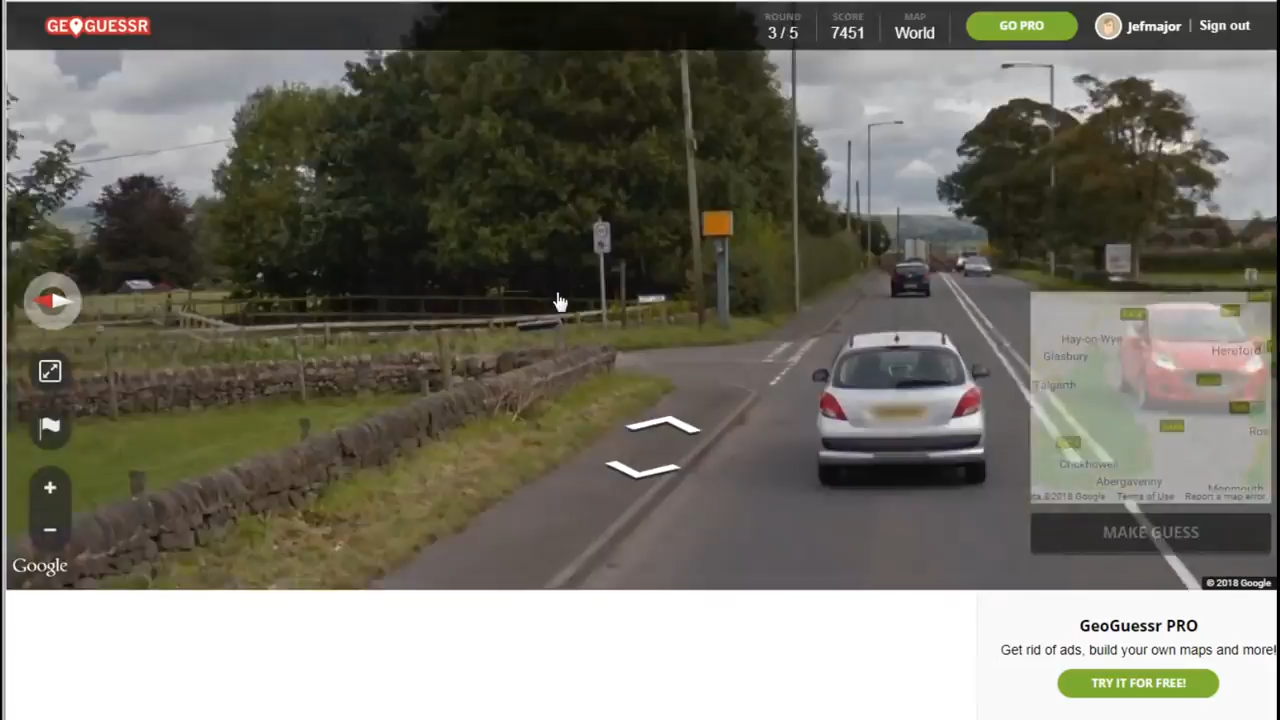 GEOGUESSR
ROUND
3 / 5
SCORE
7451
MAP
World
GO PRO
Jefmajor
Sign out
Hay-on-Wye
Glasbury
Hereford
Talgarth
Ros
Crickhowell
Abergavenny
Monmouth
ta ©2018 Google
Terms of Use
Report a map error
MAKE GUESS
+
−
Google
© 2018 Google
GeoGuessr PRO
Get rid of ads, build your own maps and more!
TRY IT FOR FREE!